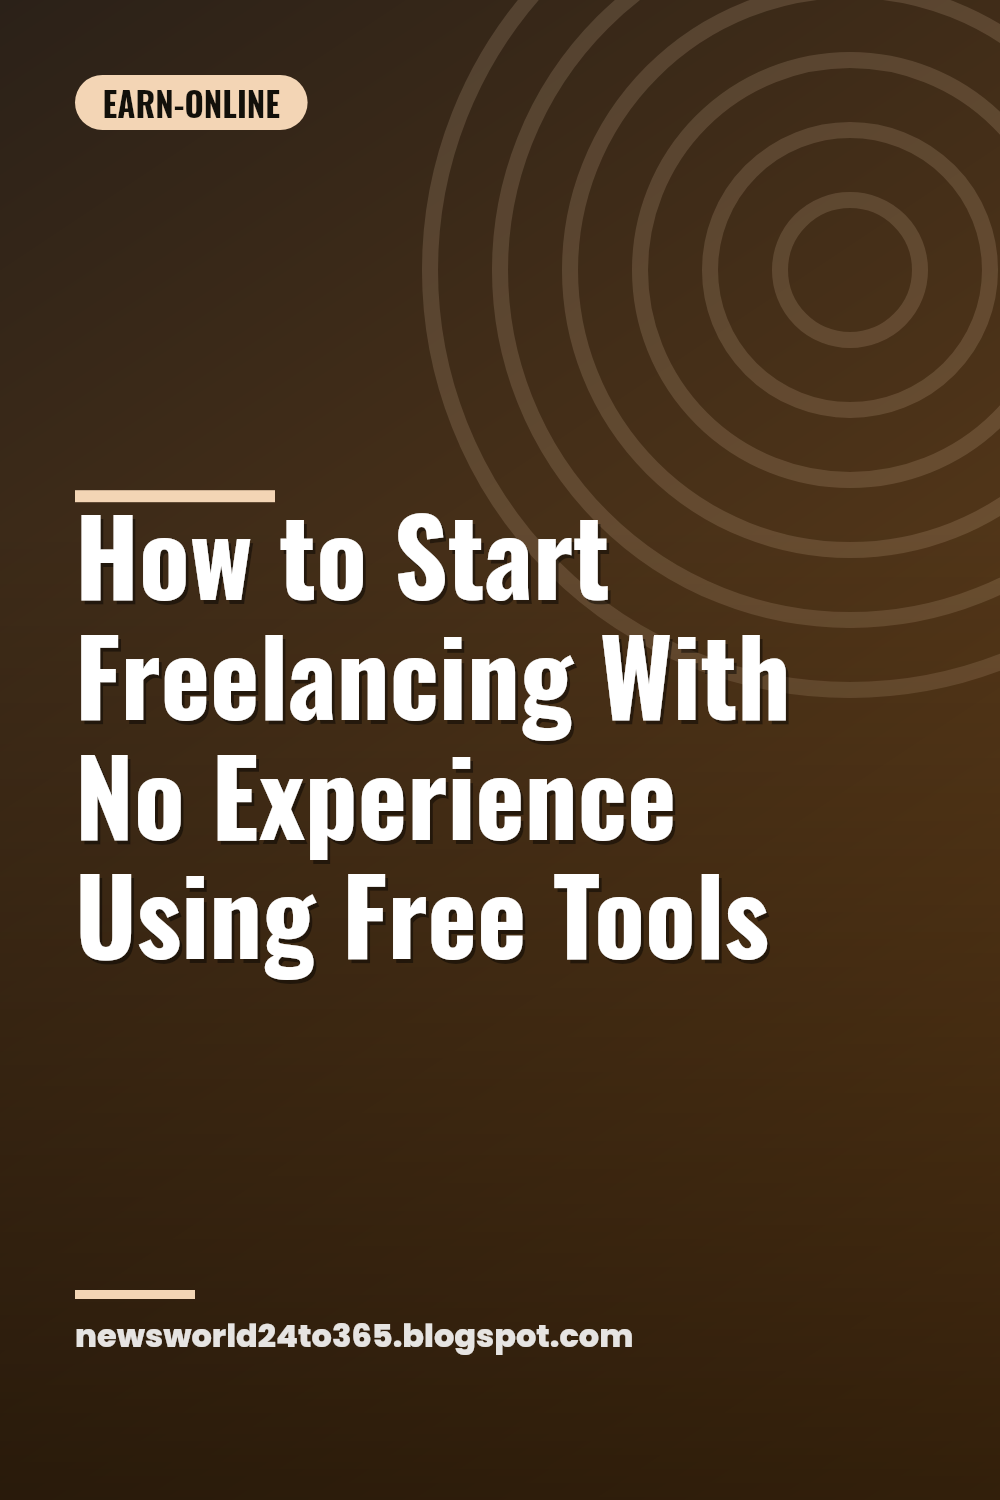 EARN-ONLINE
How to Start
Freelancing With
No Experience
Using Free Tools
newsworld24to365.blogspot.com